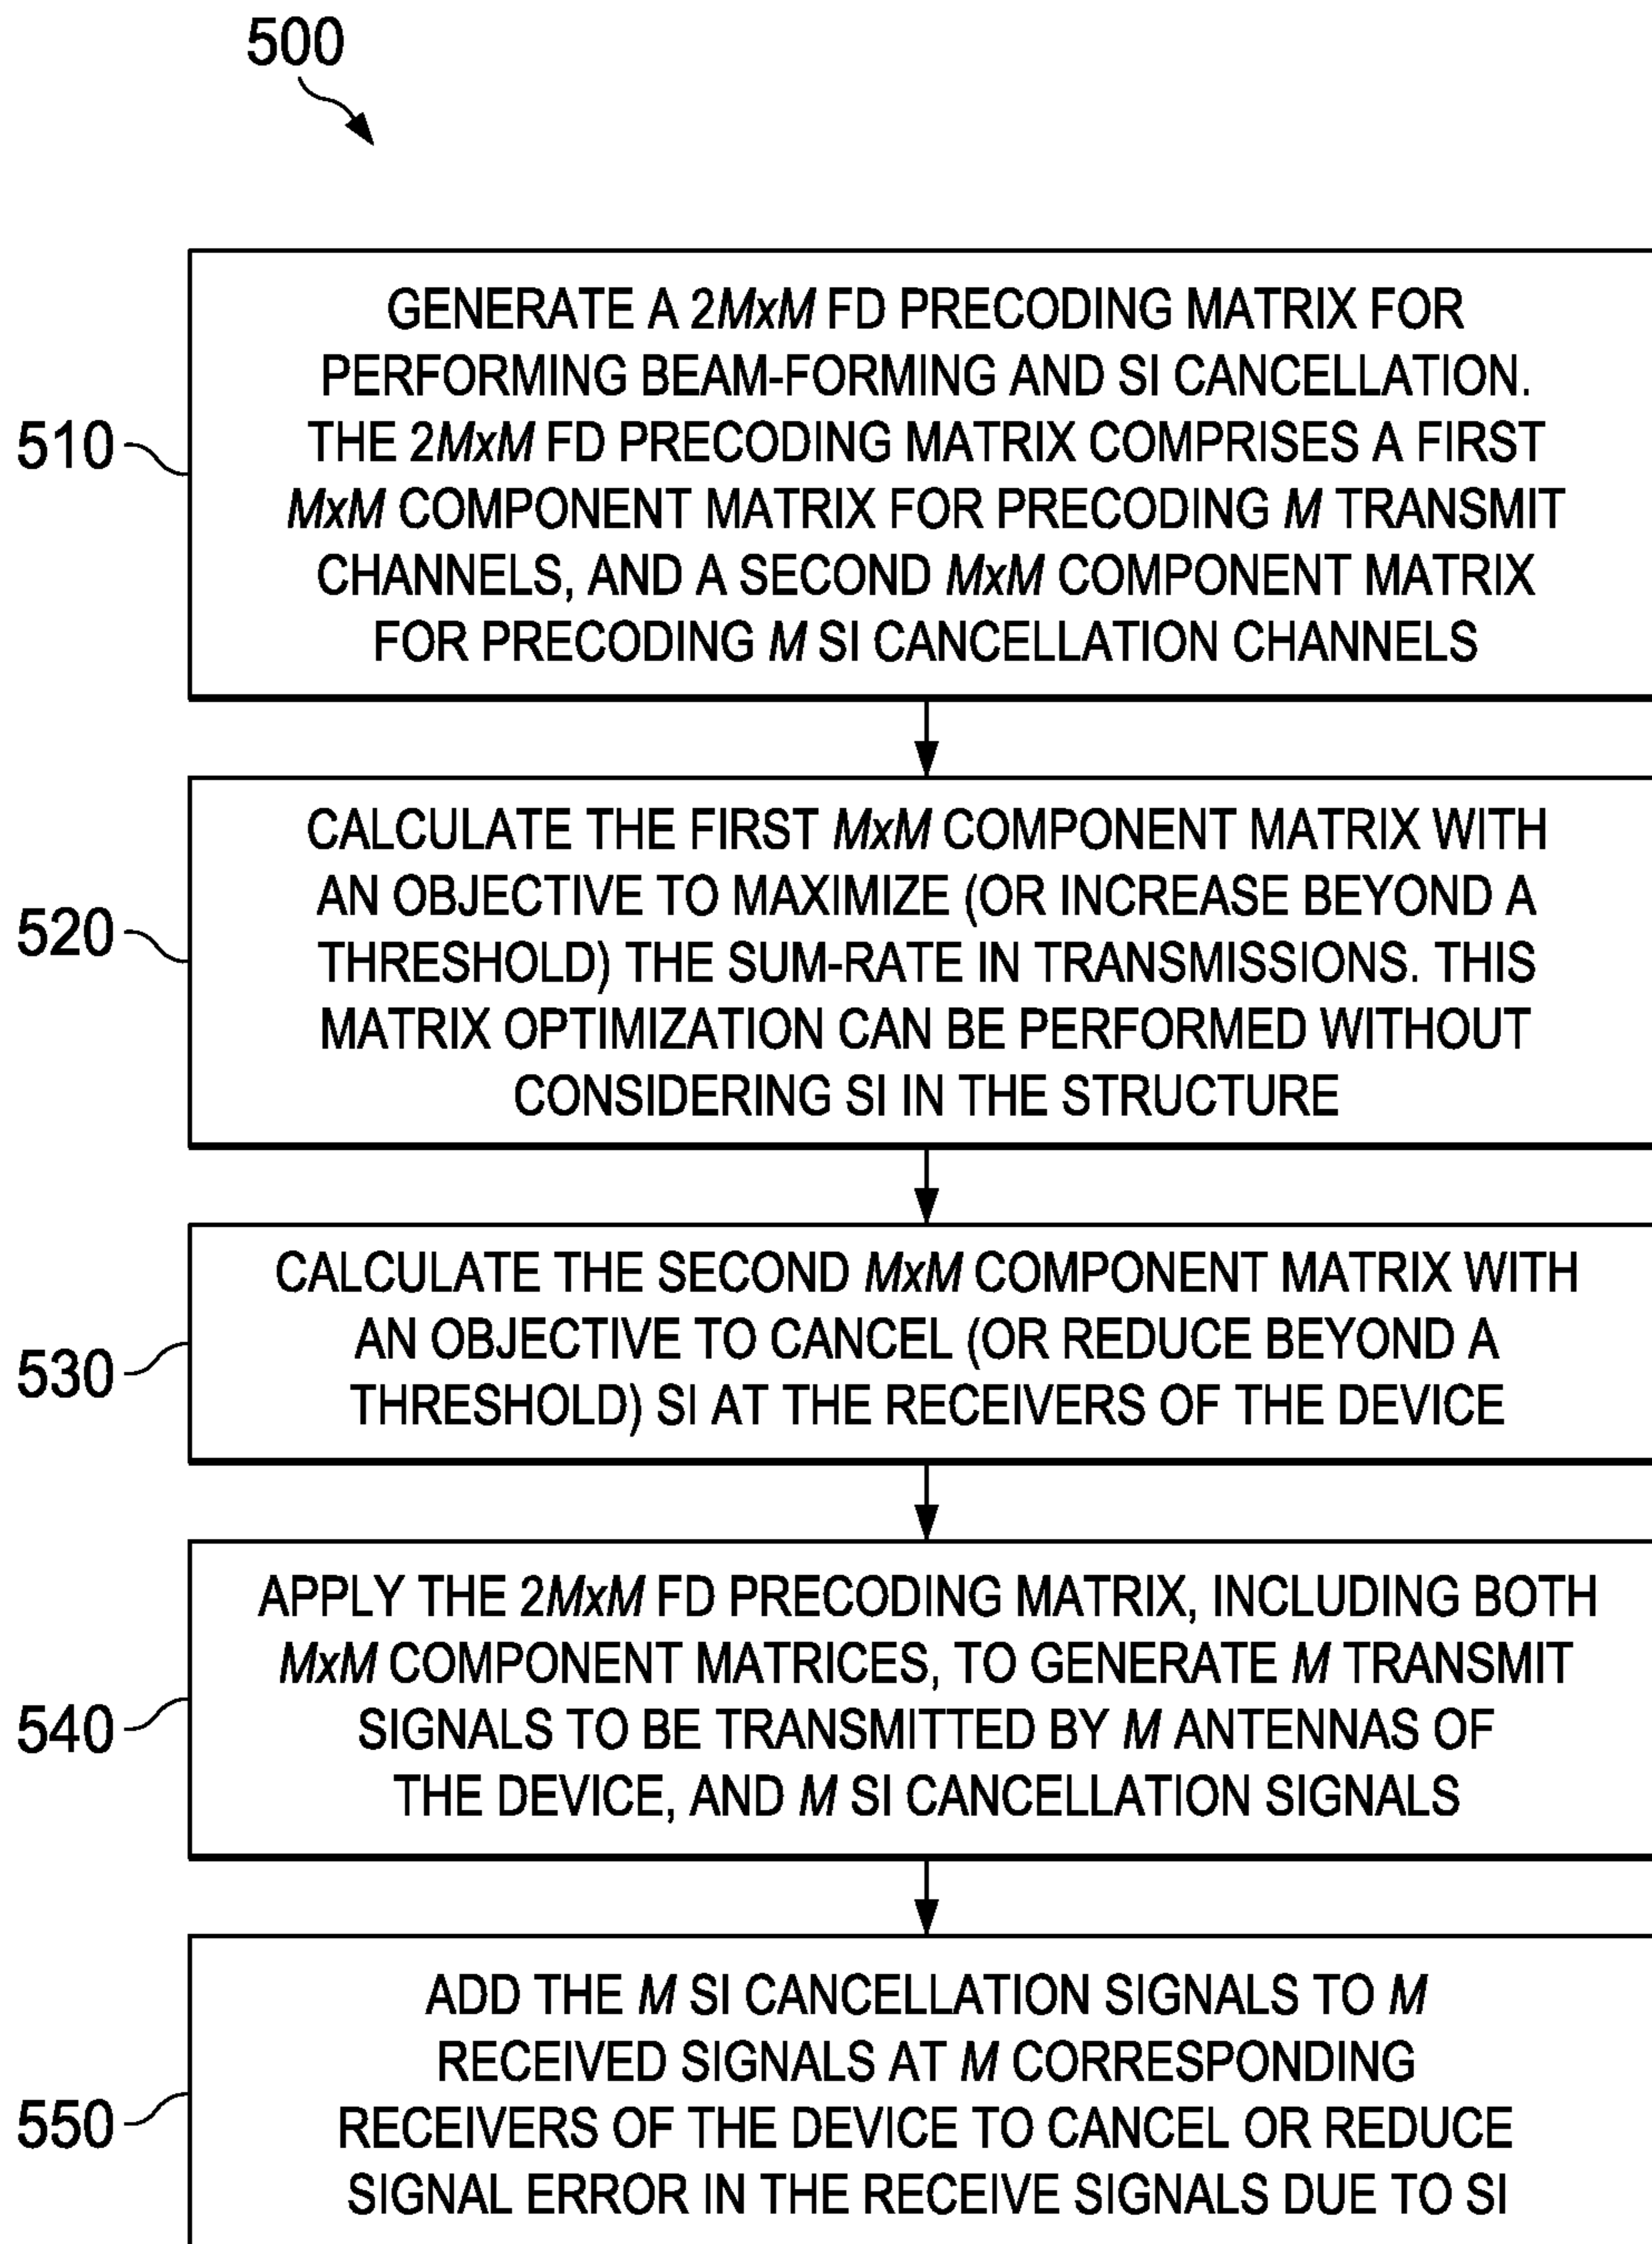 500
510
GENERATE A 2MxM FD PRECODING MATRIX FOR
PERFORMING BEAM-FORMING AND SI CANCELLATION.
THE 2MxM FD PRECODING MATRIX COMPRISES A FIRST
MxM COMPONENT MATRIX FOR PRECODING M TRANSMIT
CHANNELS, AND A SECOND MxM COMPONENT MATRIX
FOR PRECODING M SI CANCELLATION CHANNELS
520
CALCULATE THE FIRST MxM COMPONENT MATRIX WITH
AN OBJECTIVE TO MAXIMIZE (OR INCREASE BEYOND A
THRESHOLD) THE SUM-RATE IN TRANSMISSIONS. THIS
MATRIX OPTIMIZATION CAN BE PERFORMED WITHOUT
CONSIDERING SI IN THE STRUCTURE
530
CALCULATE THE SECOND MxM COMPONENT MATRIX WITH
AN OBJECTIVE TO CANCEL (OR REDUCE BEYOND A
THRESHOLD) SI AT THE RECEIVERS OF THE DEVICE
540
APPLY THE 2MxM FD PRECODING MATRIX, INCLUDING BOTH
MxM COMPONENT MATRICES, TO GENERATE M TRANSMIT
SIGNALS TO BE TRANSMITTED BY M ANTENNAS OF
THE DEVICE, AND M SI CANCELLATION SIGNALS
550
ADD THE M SI CANCELLATION SIGNALS TO M
RECEIVED SIGNALS AT M CORRESPONDING
RECEIVERS OF THE DEVICE TO CANCEL OR REDUCE
SIGNAL ERROR IN THE RECEIVE SIGNALS DUE TO SI